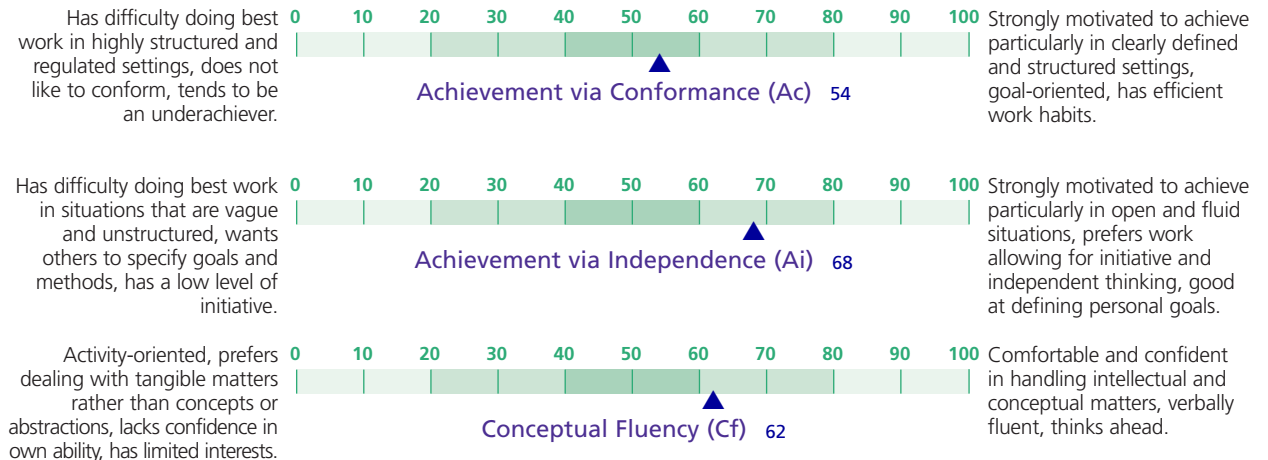 Has difficulty doing best
work in highly structured and
regulated settings, does not
like to conform, tends to be
an underachiever.
0 10 20 30 40 50 60 70 80 90 100
Achievement via Conformance (Ac) 54
Strongly motivated to achieve
particularly in clearly defined
and structured settings,
goal-oriented, has efficient
work habits.
Has difficulty doing best work
in situations that are vague
and unstructured, wants
others to specify goals and
methods, has a low level of
initiative.
0 10 20 30 40 50 60 70 80 90 100
Achievement via Independence (Ai) 68
Strongly motivated to achieve
particularly in open and fluid
situations, prefers work
allowing for initiative and
independent thinking, good
at defining personal goals.
Activity-oriented, prefers
dealing with tangible matters
rather than concepts or
abstractions, lacks confidence in
own ability, has limited interests.
0 10 20 30 40 50 60 70 80 90 100
Conceptual Fluency (Cf) 62
Comfortable and confident
in handling intellectual and
conceptual matters, verbally
fluent, thinks ahead.